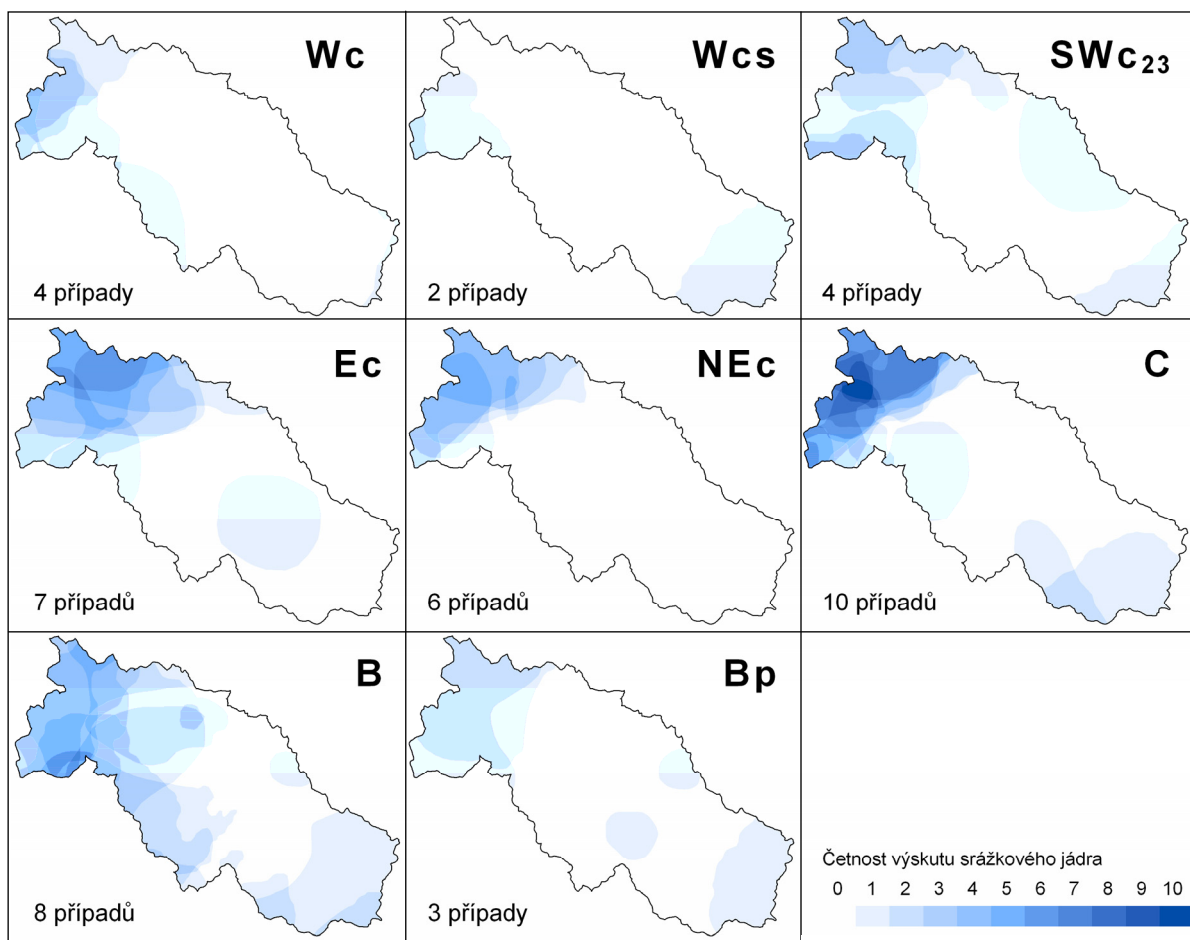 Wc
4 případy
Wcs
2 případy
SWc₂₃
4 případy
Ec
7 případů
NEc
6 případů
C
10 případů
B
8 případů
Bp
3 případy
Četnost výskutu srážkového jádra
0 1 2 3 4 5 6 7 8 9 10